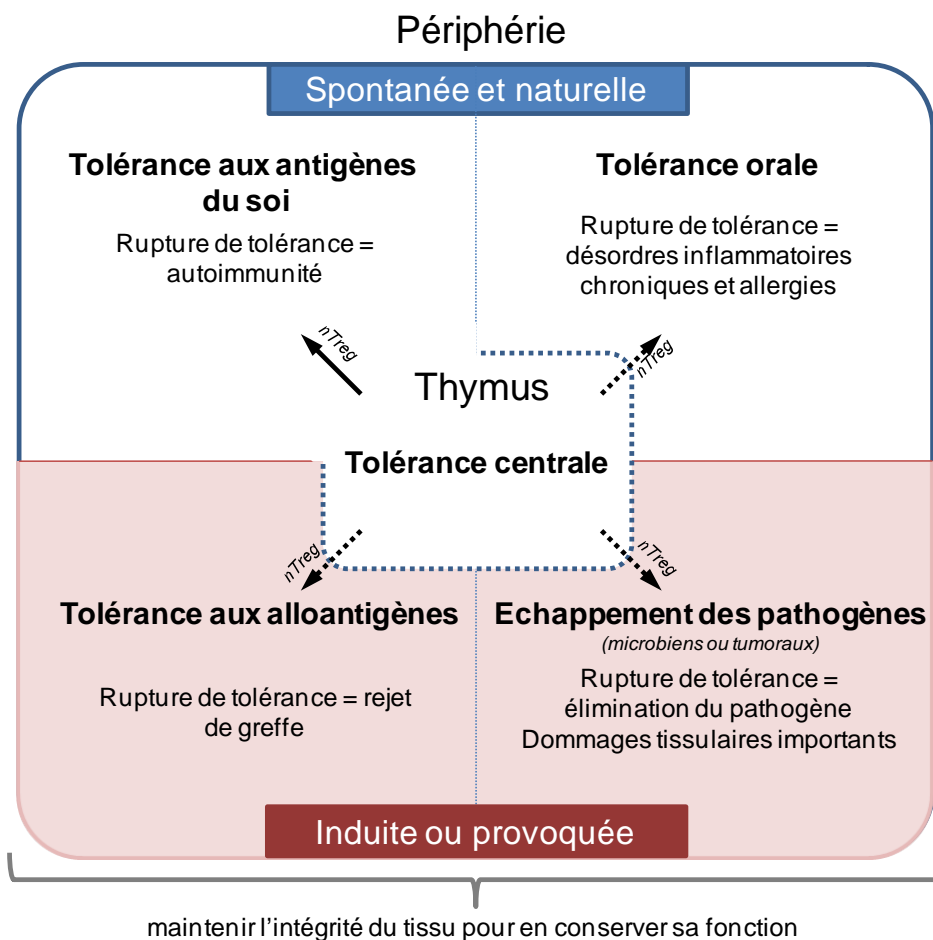 Périphérie
Spontanée et naturelle
Tolérance aux antigènes
du soi
Rupture de tolérance =
autoimmunité
Tolérance orale
Rupture de tolérance =
désordres inflammatoires
chroniques et allergies
nTreg
nTreg
Thymus
Tolérance centrale
nTreg
nTreg
Tolérance aux alloantigènes
Rupture de tolérance = rejet
de greffe
Echappement des pathogènes
(microbiens ou tumoraux)
Rupture de tolérance =
élimination du pathogène
Dommages tissulaires importants
Induite ou provoquée
maintenir l'intégrité du tissu pour en conserver sa fonction